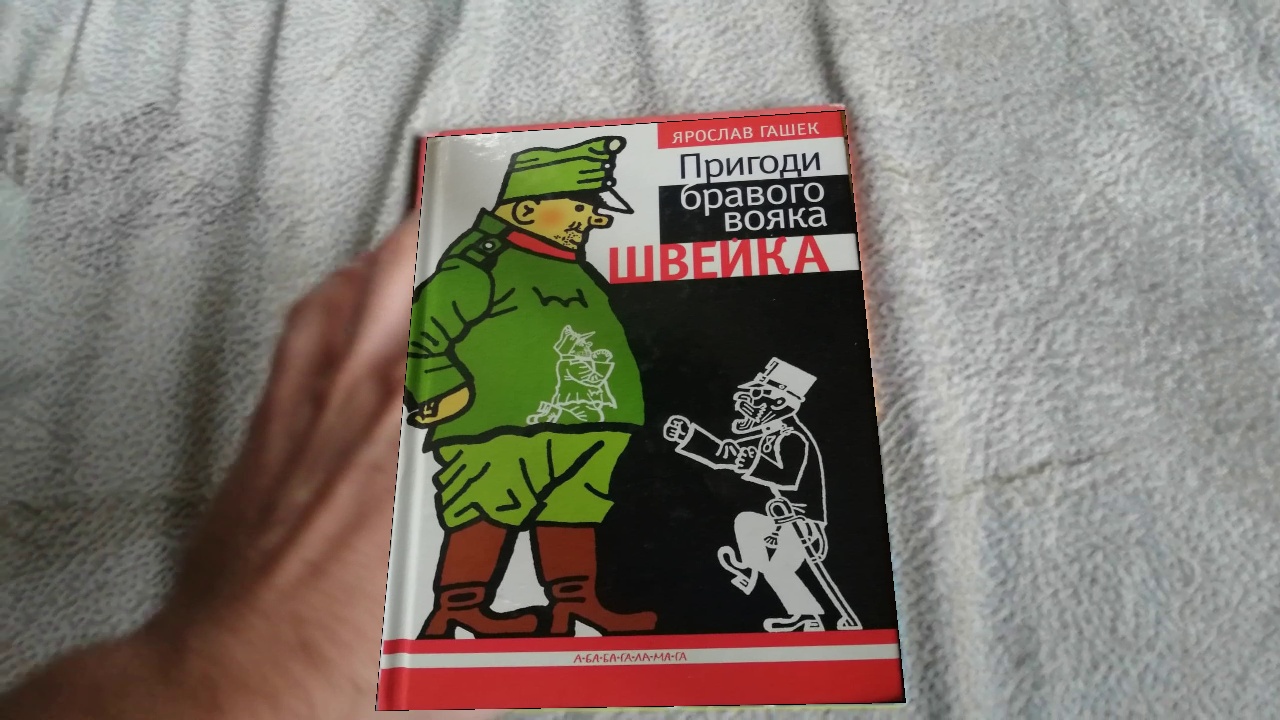 ЯРОСЛАВ ГАШЕК
Пригоди
бравого
вояка
ШВЕЙКА
А-БА-БА-ГА-ЛА-МА-ГА